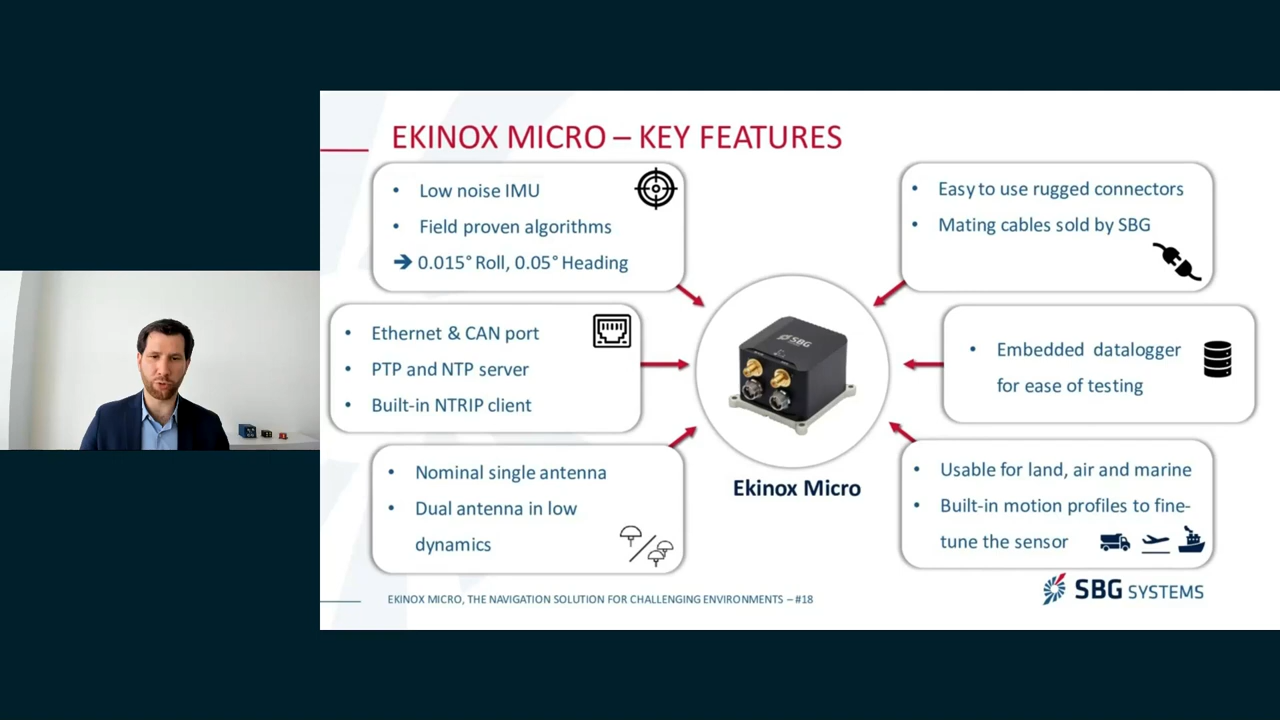 EKINOX MICRO – KEY FEATURES
• Low noise IMU
• Field proven algorithms
➔ 0.015° Roll, 0.05° Heading
• Easy to use rugged connectors
• Mating cables sold by SBG
• Ethernet & CAN port
• PTP and NTP server
• Built-in NTRIP client
SBG
• Embedded datalogger
for ease of testing
• Nominal single antenna
• Dual antenna in low
dynamics
Ekinox Micro
• Usable for land, air and marine
• Built-in motion profiles to fine-
tune the sensor
EKINOX MICRO, THE NAVIGATION SOLUTION FOR CHALLENGING ENVIRONMENTS – #18
SBG SYSTEMS